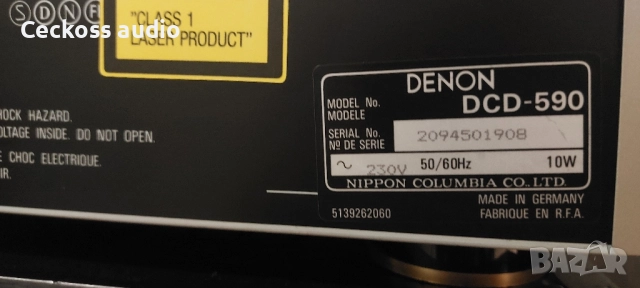 Ceckoss audio
SDNF
"CLASS 1
LASER PRODUCT"
HOCK HAZARD.
OLTAGE INSIDE. DO NOT OPEN.
E CHOC ELECTRIQUE.
IR.
DENON
MODEL No.
MODELE
DCD-590
SERIAL No.
Nº DE SERIE
2094501908
~ 230V 50/60Hz 10W
NIPPON COLUMBIA CO., LTD.
5139262060
MADE IN GERMANY
FABRIQUE EN R.F.A.
BAZAR